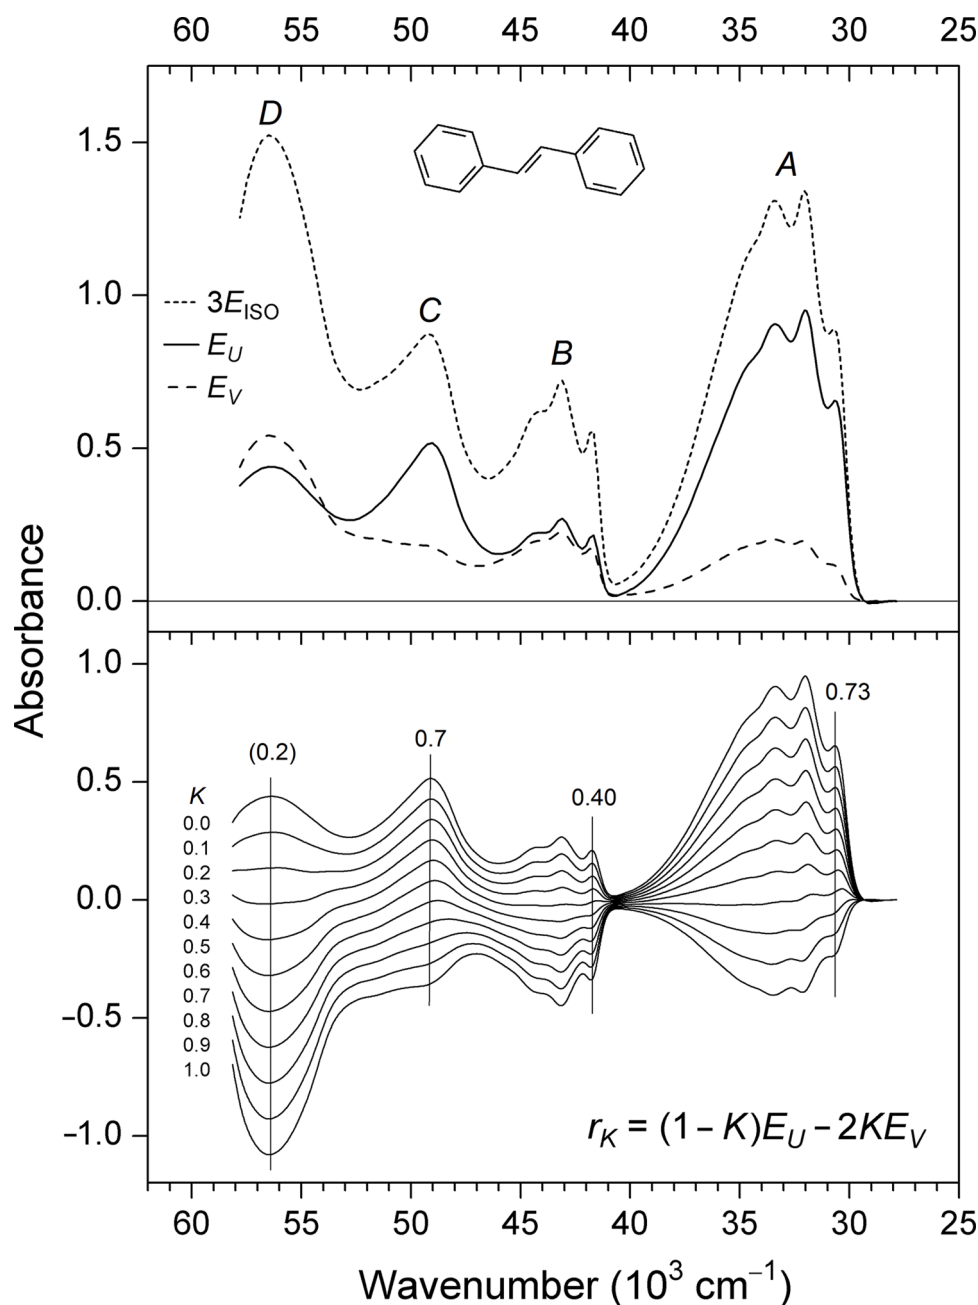 60 55 50 45 40 35 30 25
D
1.5
A
1.0
3E_ISO
C
E_U
B
E_V
0.5
0.0
Absorbance
1.0
0.73
0.7
(0.2)
0.5
K
0.40
0.0
0.1
0.2
0.3
0.0
0.4
0.5
0.6
0.7
−0.5
0.8
0.9
1.0
−1.0
r_K = (1 – K)E_U – 2KE_V
60 55 50 45 40 35 30 25
Wavenumber (10³ cm⁻¹)